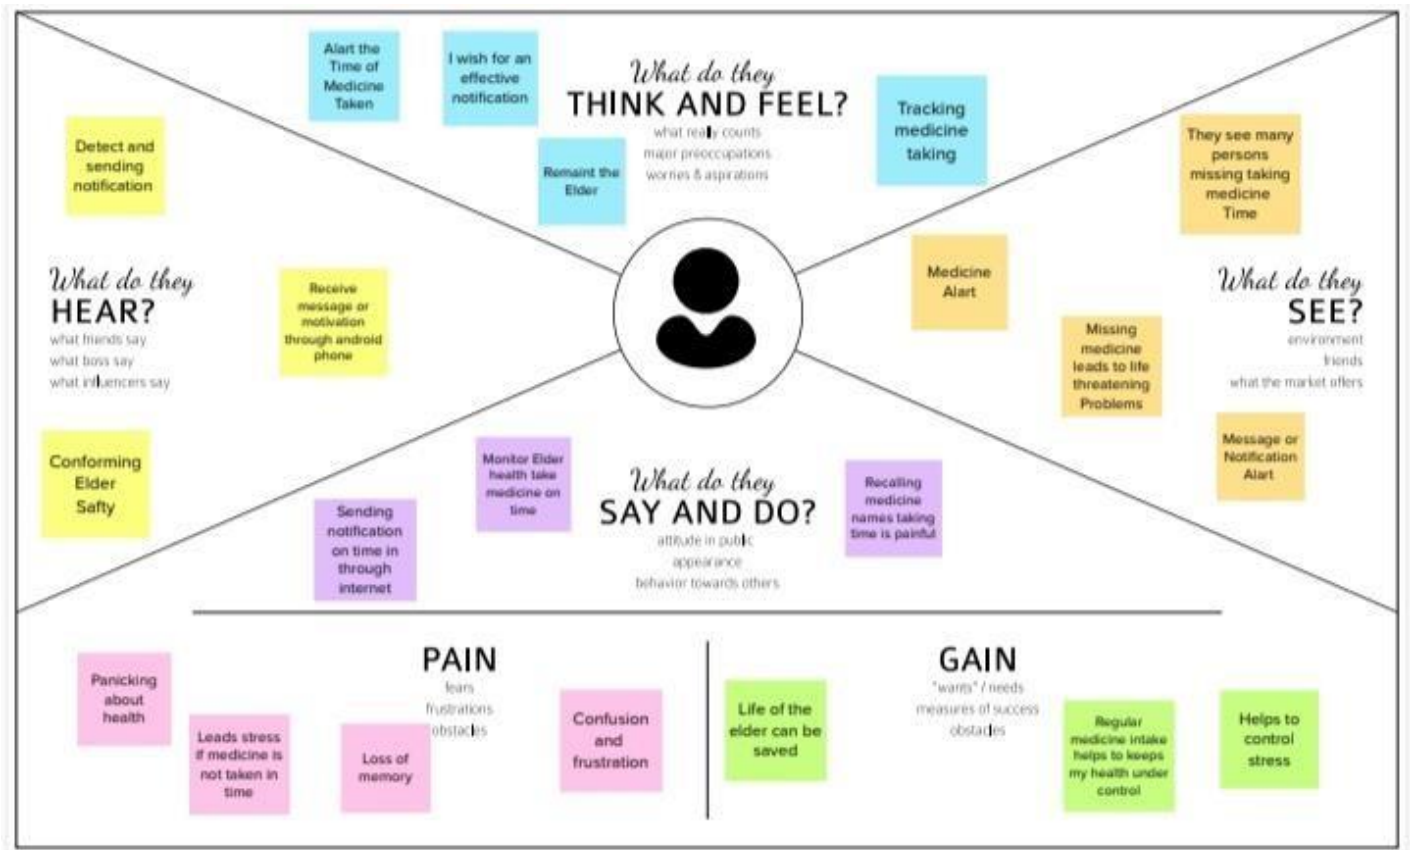 Alart the
Time of
Medicine
Taken
I wish for an
effective
notification
What do they
THINK AND FEEL?
what really counts
major preoccupations
worries & aspirations
Remaint the
Elder
Tracking
medicine
taking
Detect and
sending
notification
What do they
HEAR?
what friends say
what boss say
what influencers say
Receive
message or
motivation
through android
phone
Conforming
Elder
Safty
They see many
persons
missing taking
medicine
Time
Medicine
Alart
What do they
SEE?
environment
friends
what the market offers
Missing
medicine
leads to life
threatening
Problems
Message or
Notification
Alart
Monitor Elder
health take
medicine on
time
Sending
notification
on time in
through
internet
What do they
SAY AND DO?
attitude in public
appearance
behavior towards others
Recalling
medicine
names taking
time is painful
PAIN
fears
frustrations
obstacles
Panicking
about
health
Leads stress
if medicine is
not taken in
time
Loss of
memory
Confusion
and
frustration
GAIN
"wants" / needs
measures of success
obstacles
Life of the
elder can be
saved
Regular
medicine intake
helps to keeps
my health under
control
Helps to
control
stress